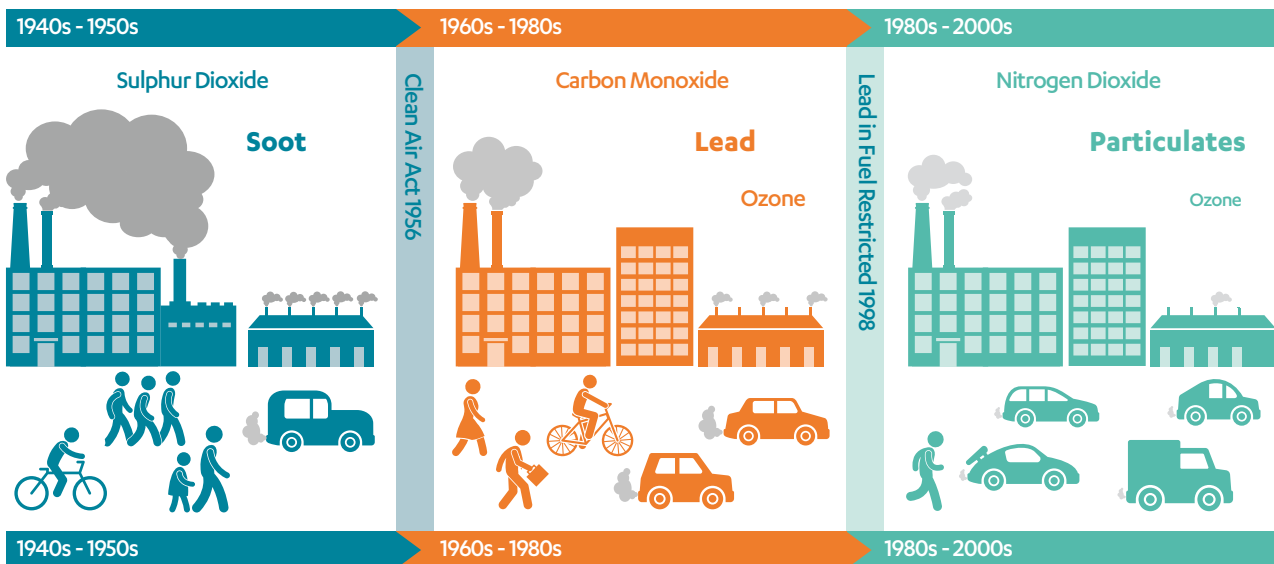 1940s - 1950s
1960s - 1980s
1980s - 2000s
Sulphur Dioxide
Soot
Clean Air Act 1956
Carbon Monoxide
Lead
Ozone
Lead in Fuel Restricted 1998
Nitrogen Dioxide
Particulates
Ozone
1940s - 1950s
1960s - 1980s
1980s - 2000s